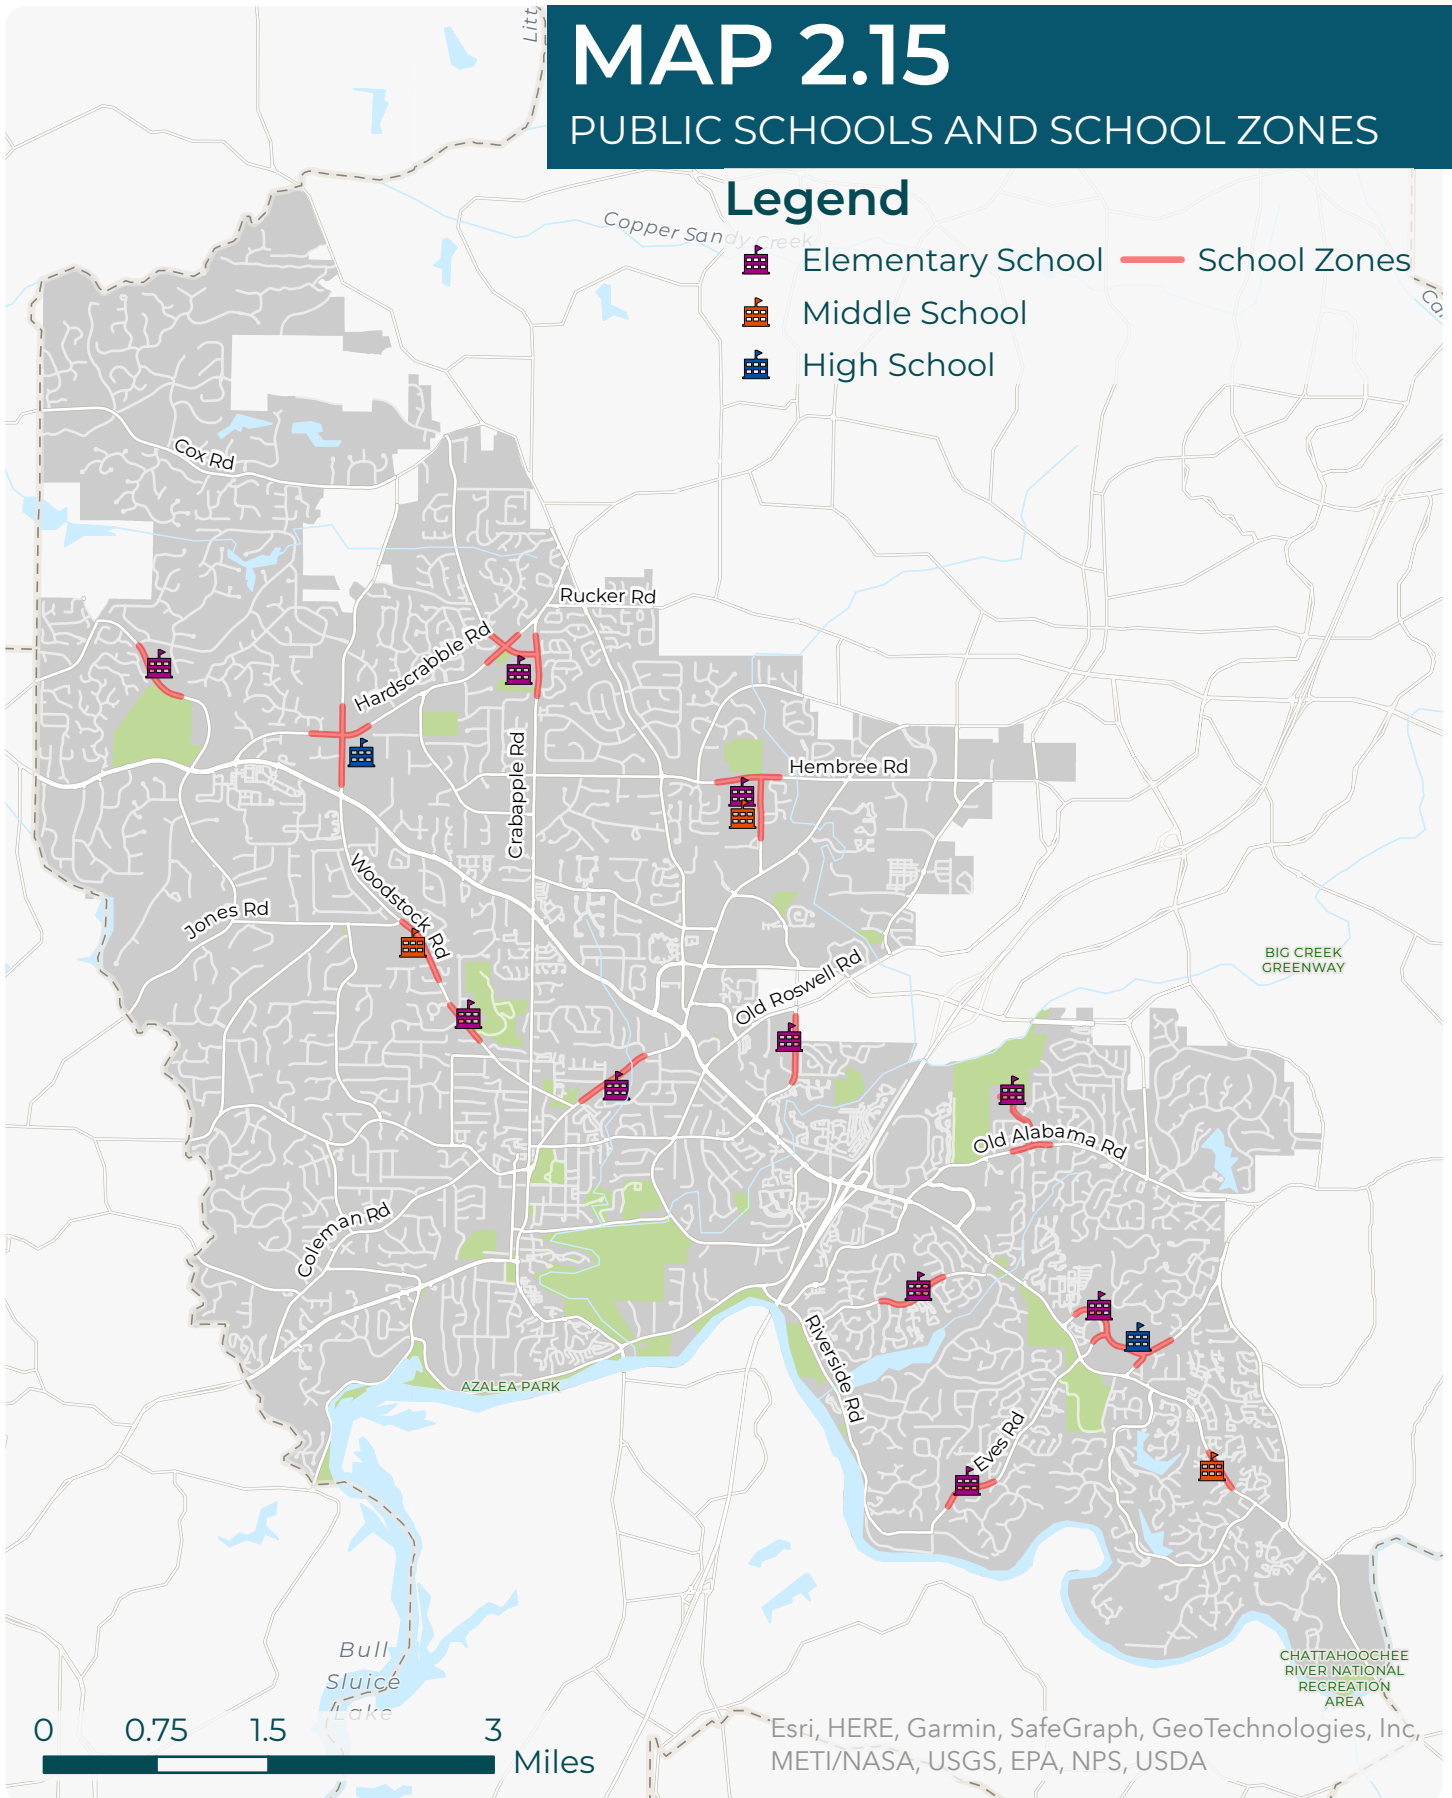 MAP 2.15
PUBLIC SCHOOLS AND SCHOOL ZONES
Legend
Elementary School
School Zones
Middle School
High School
Copper Sandy Creek
Cox Rd
Rucker Rd
Hardscrabble Rd
Crabapple Rd
Hembree Rd
Woodstock Rd
Jones Rd
Old Roswell Rd
BIG CREEK
GREENWAY
Old Alabama Rd
Coleman Rd
Riverside Rd
AZALEA PARK
Eves Rd
Bull
Sluice
Lake
CHATTAHOOCHEE
RIVER NATIONAL
RECREATION
AREA
0 0.75 1.5 3
Miles
Esri, HERE, Garmin, SafeGraph, GeoTechnologies, Inc,
METI/NASA, USGS, EPA, NPS, USDA